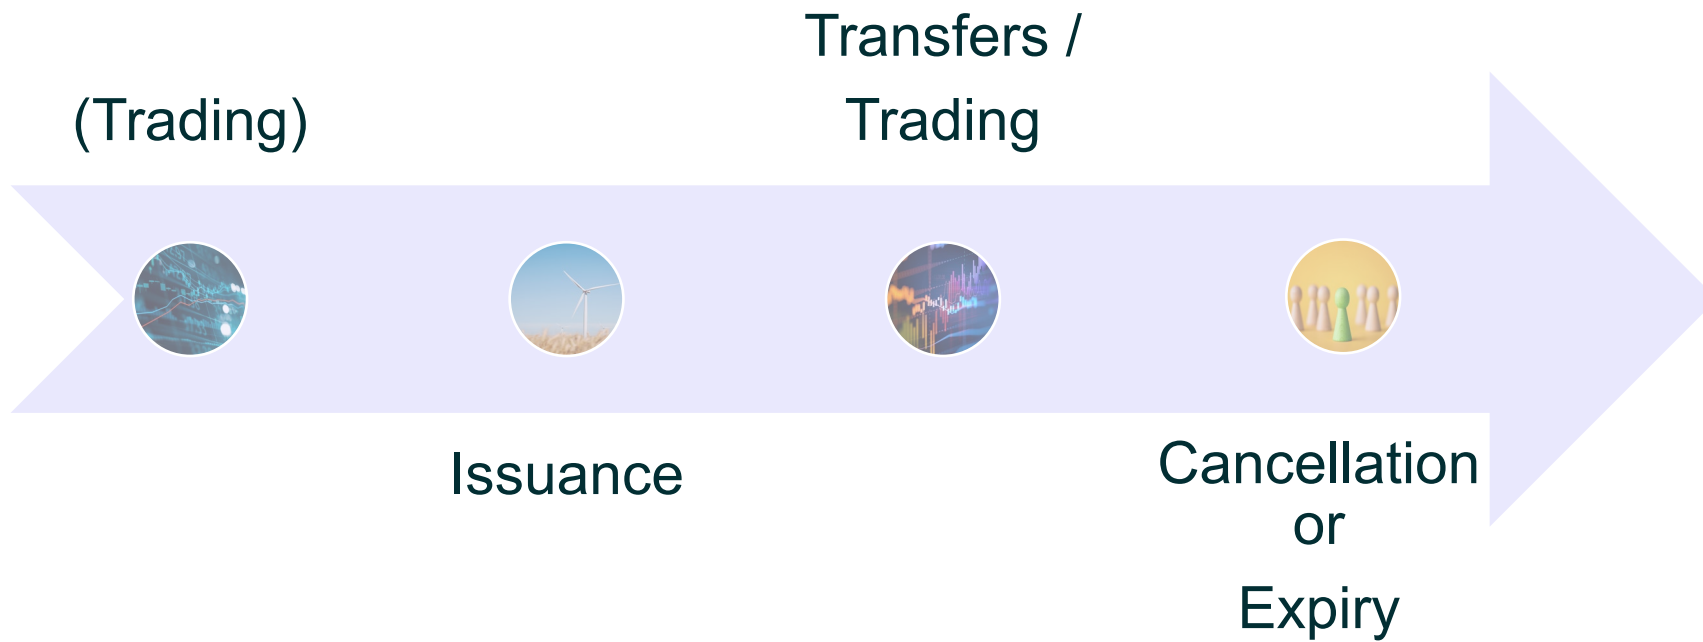 (Trading)
Issuance
Transfers /
Trading
Cancellation
or
Expiry